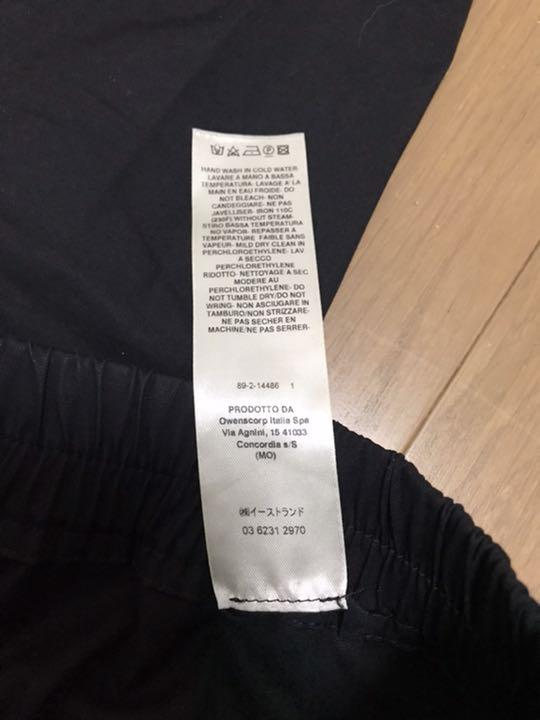 HAND WASH IN COLD WATER-
LAVARE A MANO A BASSA
TEMPERATURA- LAVAGE A LA
MAIN EN EAU FROIDE- DO
NOT BLEACH- NON
CANDEGGIARE- NE PAS
JAVELLISER- IRON 110C
(230F) WITHOUT STEAM-
STIRO BASSA TEMPERATURA
NO VAPOR- REPASSER A
TEMPERATURE FAIBLE SANS
VAPEUR- MILD DRY CLEAN IN
PERCHLOROETHYLENE- LAV
A SECCO
PERCHLORETHYLENE
RIDOTTO- NETTOYAGE A SEC
MODERE AU
PERCHLORETHYLENE- DO
NOT TUMBLE DRY/DO NOT
WRING- NON ASCIUGARE IN
TAMBURO/NON STRIZZARE-
NE PAS SECHER EN
MACHINE/NE PAS SERRER-
89-2-14486 1
PRODOTTO DA
Owenscorp Italia Spa
Via Agnini, 15 41033
Concordia s/S
(MO)
㈱イーストランド
03 6231 2970